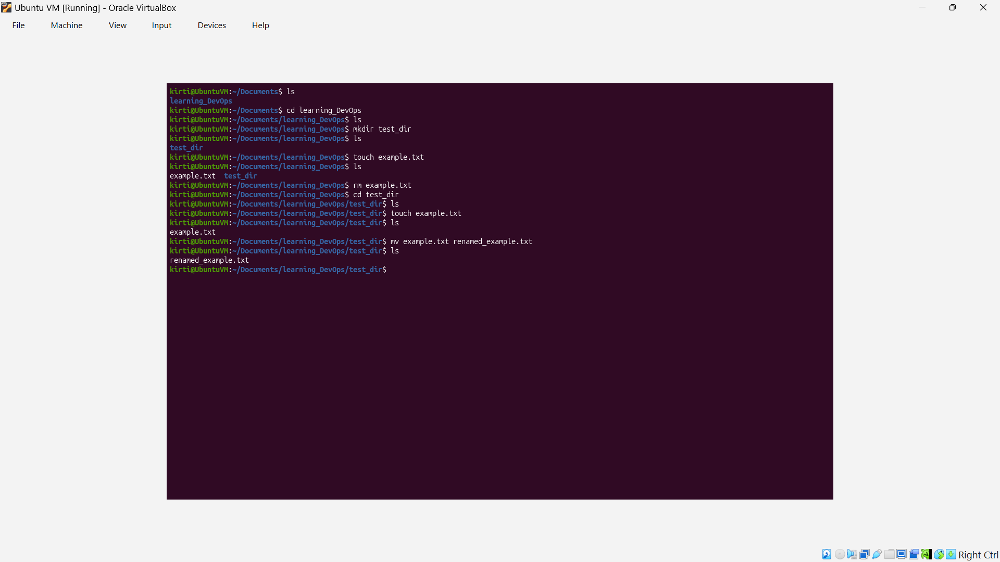 Ubuntu VM [Running] - Oracle VirtualBox
File Machine View Input Devices Help
kirti@UbuntuVM:~/Documents$ ls
learning_DevOps
kirti@UbuntuVM:~/Documents$ cd learning_DevOps
kirti@UbuntuVM:~/Documents/learning_DevOps$ ls
kirti@UbuntuVM:~/Documents/learning_DevOps$ mkdir test_dir
kirti@UbuntuVM:~/Documents/learning_DevOps$ ls
test_dir
kirti@UbuntuVM:~/Documents/learning_DevOps$ touch example.txt
kirti@UbuntuVM:~/Documents/learning_DevOps$ ls
example.txt  test_dir
kirti@UbuntuVM:~/Documents/learning_DevOps$ rm example.txt
kirti@UbuntuVM:~/Documents/learning_DevOps$ cd test_dir
kirti@UbuntuVM:~/Documents/learning_DevOps/test_dir$ ls
kirti@UbuntuVM:~/Documents/learning_DevOps/test_dir$ touch example.txt
kirti@UbuntuVM:~/Documents/learning_DevOps/test_dir$ ls
example.txt
kirti@UbuntuVM:~/Documents/learning_DevOps/test_dir$ mv example.txt renamed_example.txt
kirti@UbuntuVM:~/Documents/learning_DevOps/test_dir$ ls
renamed_example.txt
kirti@UbuntuVM:~/Documents/learning_DevOps/test_dir$
Right Ctrl